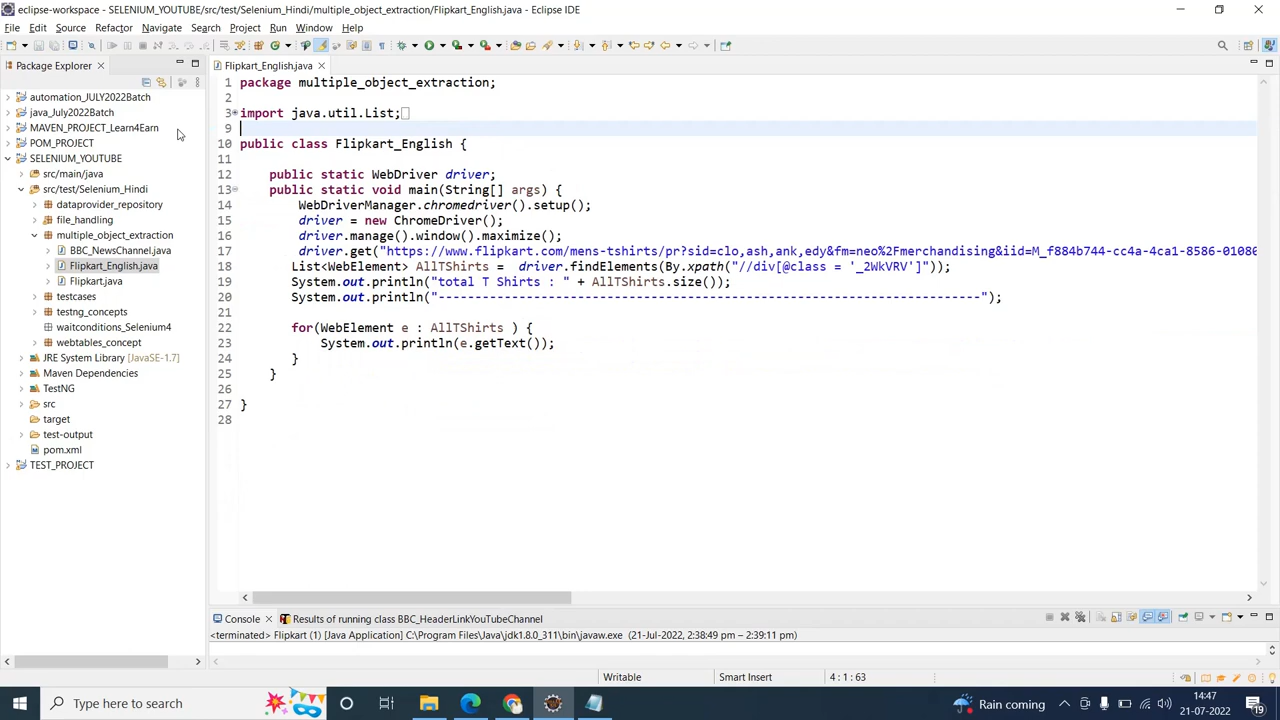 eclipse-workspace - SELENIUM_YOUTUBE/src/test/Selenium_Hindi/multiple_object_extraction/Flipkart_English.java - Eclipse IDE
File Edit Source Refactor Navigate Search Project Run Window Help
Package Explorer
automation_JULY2022Batch
java_July2022Batch
MAVEN_PROJECT_Learn4Earn
POM_PROJECT
SELENIUM_YOUTUBE
src/main/java
src/test/Selenium_Hindi
dataprovider_repository
file_handling
multiple_object_extraction
BBC_NewsChannel.java
Flipkart_English.java
Flipkart.java
testcases
testng_concepts
waitconditions_Selenium4
webtables_concept
JRE System Library [JavaSE-1.7]
Maven Dependencies
TestNG
src
target
test-output
pom.xml
TEST_PROJECT
Flipkart_English.java
1 package multiple_object_extraction;
2
3 import java.util.List;
9
10 public class Flipkart_English {
11
12 public static WebDriver driver;
13 public static void main(String[] args) {
14 WebDriverManager.chromedriver().setup();
15 driver = new ChromeDriver();
16 driver.manage().window().maximize();
17 driver.get("https://www.flipkart.com/mens-tshirts/pr?sid=clo,ash,ank,edy&fm=neo%2Fmerchandising&iid=M_f884b744-cc4a-4ca1-8586-01080
18 List<WebElement> AllTShirts = driver.findElements(By.xpath("//div[@class = '_2WkVRV']"));
19 System.out.println("total T Shirts : " + AllTShirts.size());
20 System.out.println("---------------------------------------------------------------------------");
21
22 for(WebElement e : AllTShirts ) {
23 System.out.println(e.getText());
24 }
25 }
26
27 }
28
Console Results of running class BBC_HeaderLinkYouTubeChannel
<terminated> Flipkart (1) [Java Application] C:\Program Files\Java\jdk1.8.0_311\bin\javaw.exe (21-Jul-2022, 2:38:49 pm – 2:39:11 pm)
Writable Smart Insert 4 : 1 : 63
Type here to search
Rain coming
14:47
21-07-2022
19